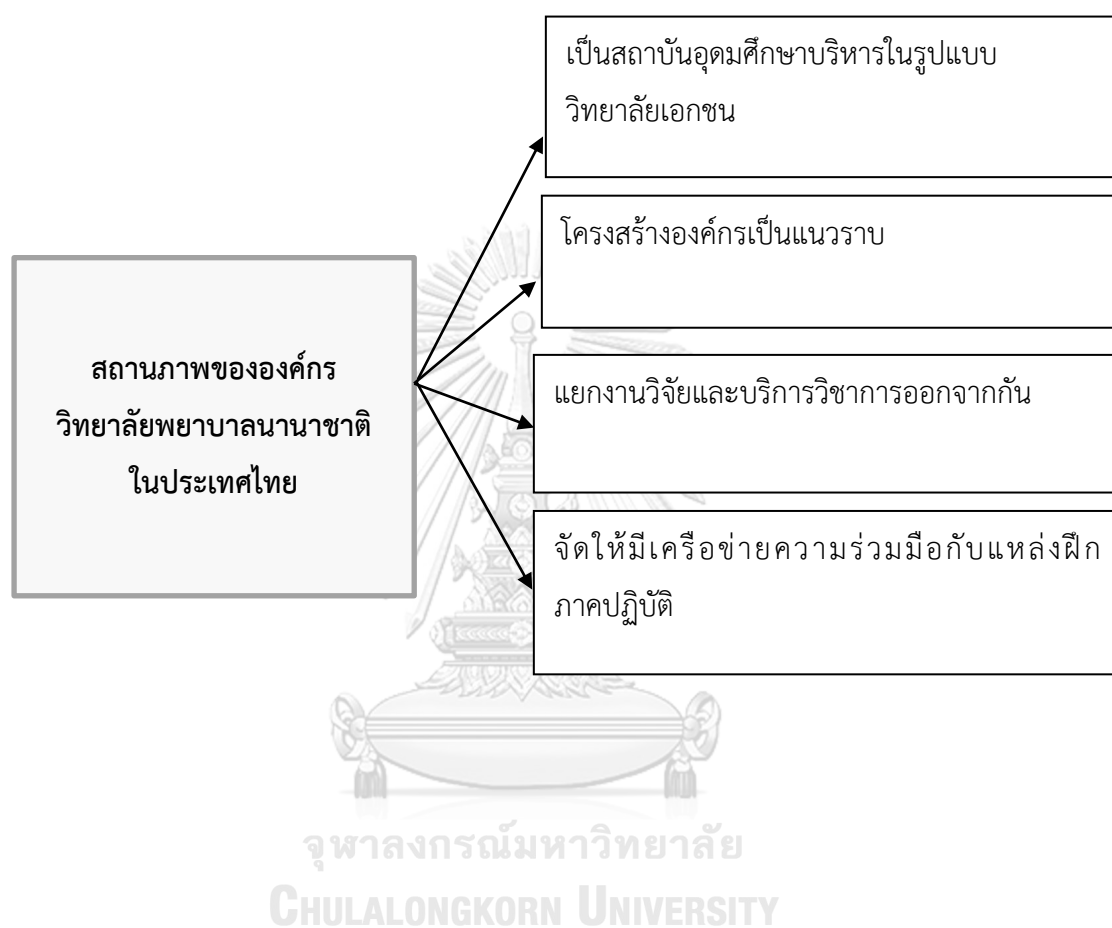 เป็นสถาบันอุดมศึกษาบริหารในรูปแบบ
วิทยาลัยเอกชน
โครงสร้างองค์กรเป็นแนวราบ
สถานภาพขององค์กร
วิทยาลัยพยาบาลนานาชาติ
ในประเทศไทย
แยกงานวิจัยและบริการวิชาการออกจากกัน
จัดให้มีเครือข่ายความร่วมมือกับแหล่งฝึก
ภาคปฏิบัติ
จุฬาลงกรณ์มหาวิทยาลัย
CHULALONGKORN UNIVERSITY